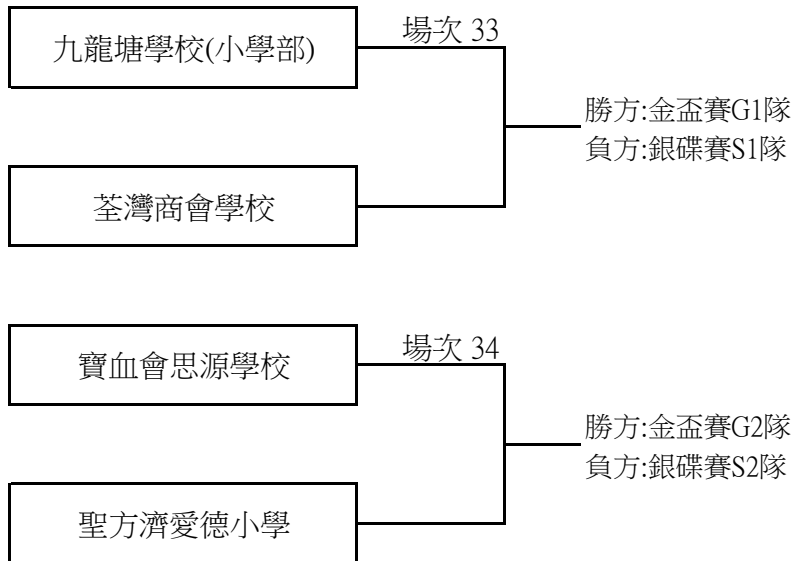 九龍塘學校(小學部)
場次 33
勝方:金盃賽G1隊
負方:銀碟賽S1隊
荃灣商會學校
寶血會思源學校
場次 34
勝方:金盃賽G2隊
負方:銀碟賽S2隊
聖方濟愛德小學